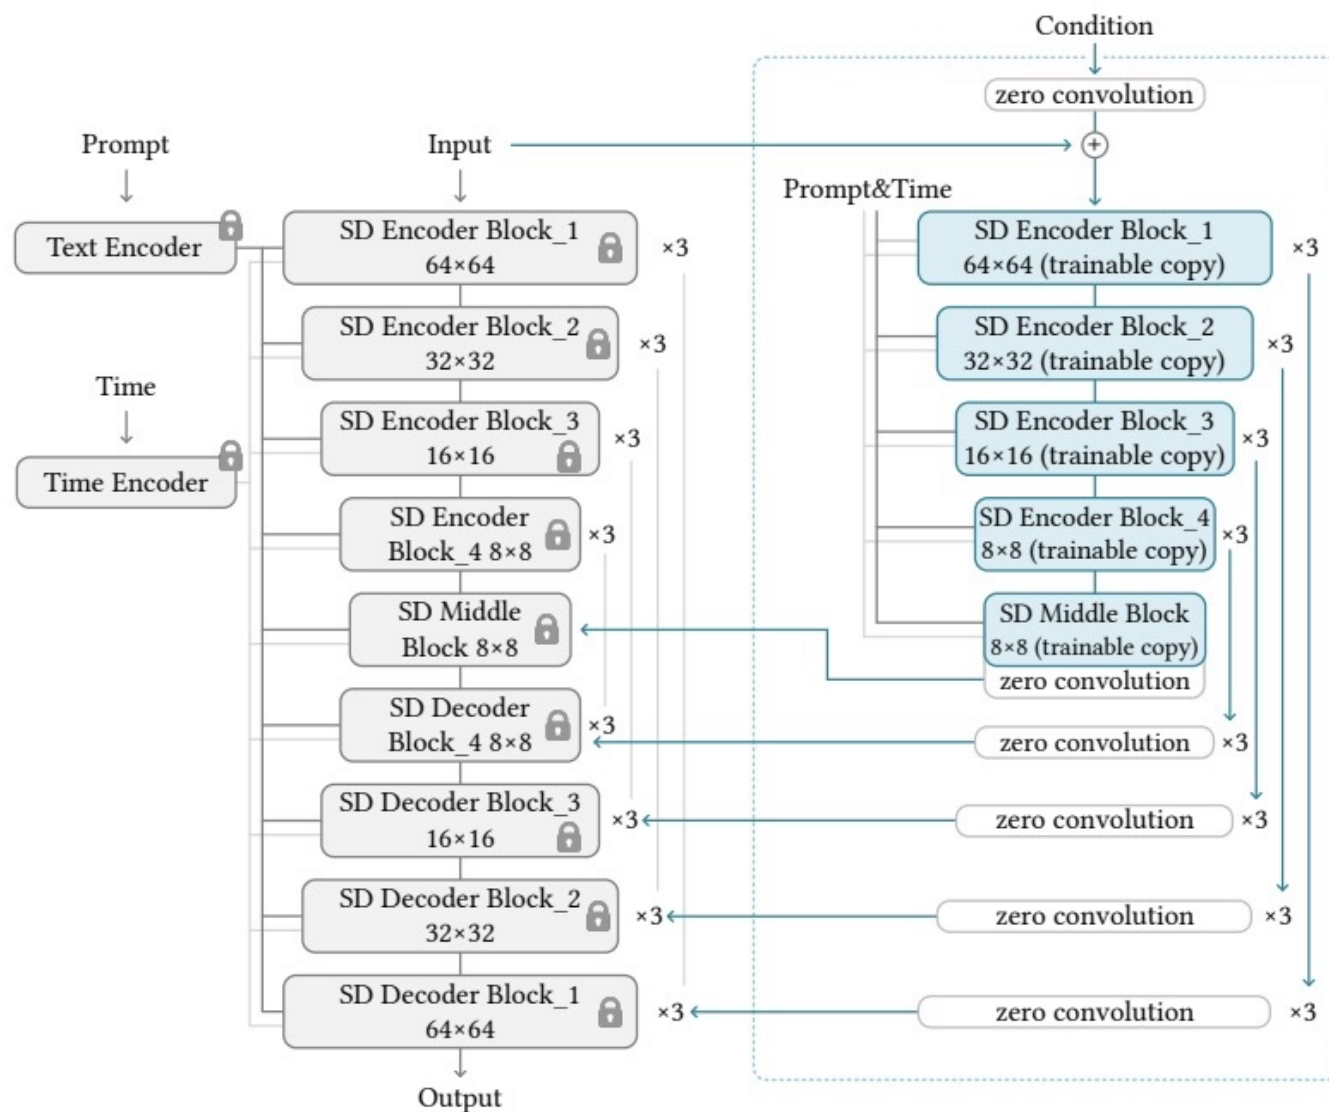 Prompt
Text Encoder
Time
Time Encoder
Input
SD Encoder Block_1
64×64
×3
SD Encoder Block_2
32×32
×3
SD Encoder Block_3
16×16
×3
SD Encoder
Block_4 8×8
×3
SD Middle
Block 8×8
SD Decoder
Block_4 8×8
×3
SD Decoder Block_3
16×16
×3
SD Decoder Block_2
32×32
×3
SD Decoder Block_1
64×64
×3
Output
Condition
zero convolution
+
Prompt&Time
SD Encoder Block_1
64×64 (trainable copy)
×3
SD Encoder Block_2
32×32 (trainable copy)
×3
SD Encoder Block_3
16×16 (trainable copy)
×3
SD Encoder Block_4
8×8 (trainable copy)
×3
SD Middle Block
8×8 (trainable copy)
zero convolution
zero convolution
×3
zero convolution
×3
zero convolution
×3
zero convolution
×3